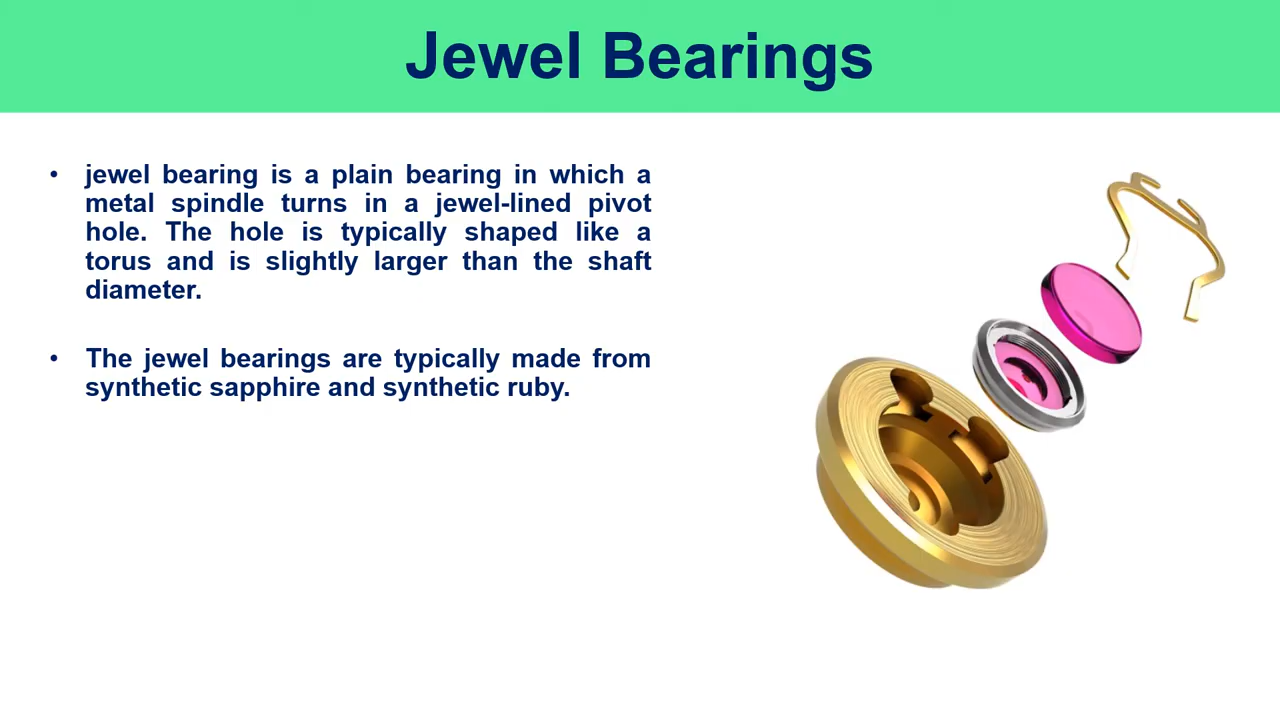 Jewel Bearings
• jewel bearing is a plain bearing in which a
metal spindle turns in a jewel-lined pivot
hole. The hole is typically shaped like a
torus and is slightly larger than the shaft
diameter.
• The jewel bearings are typically made from
synthetic sapphire and synthetic ruby.